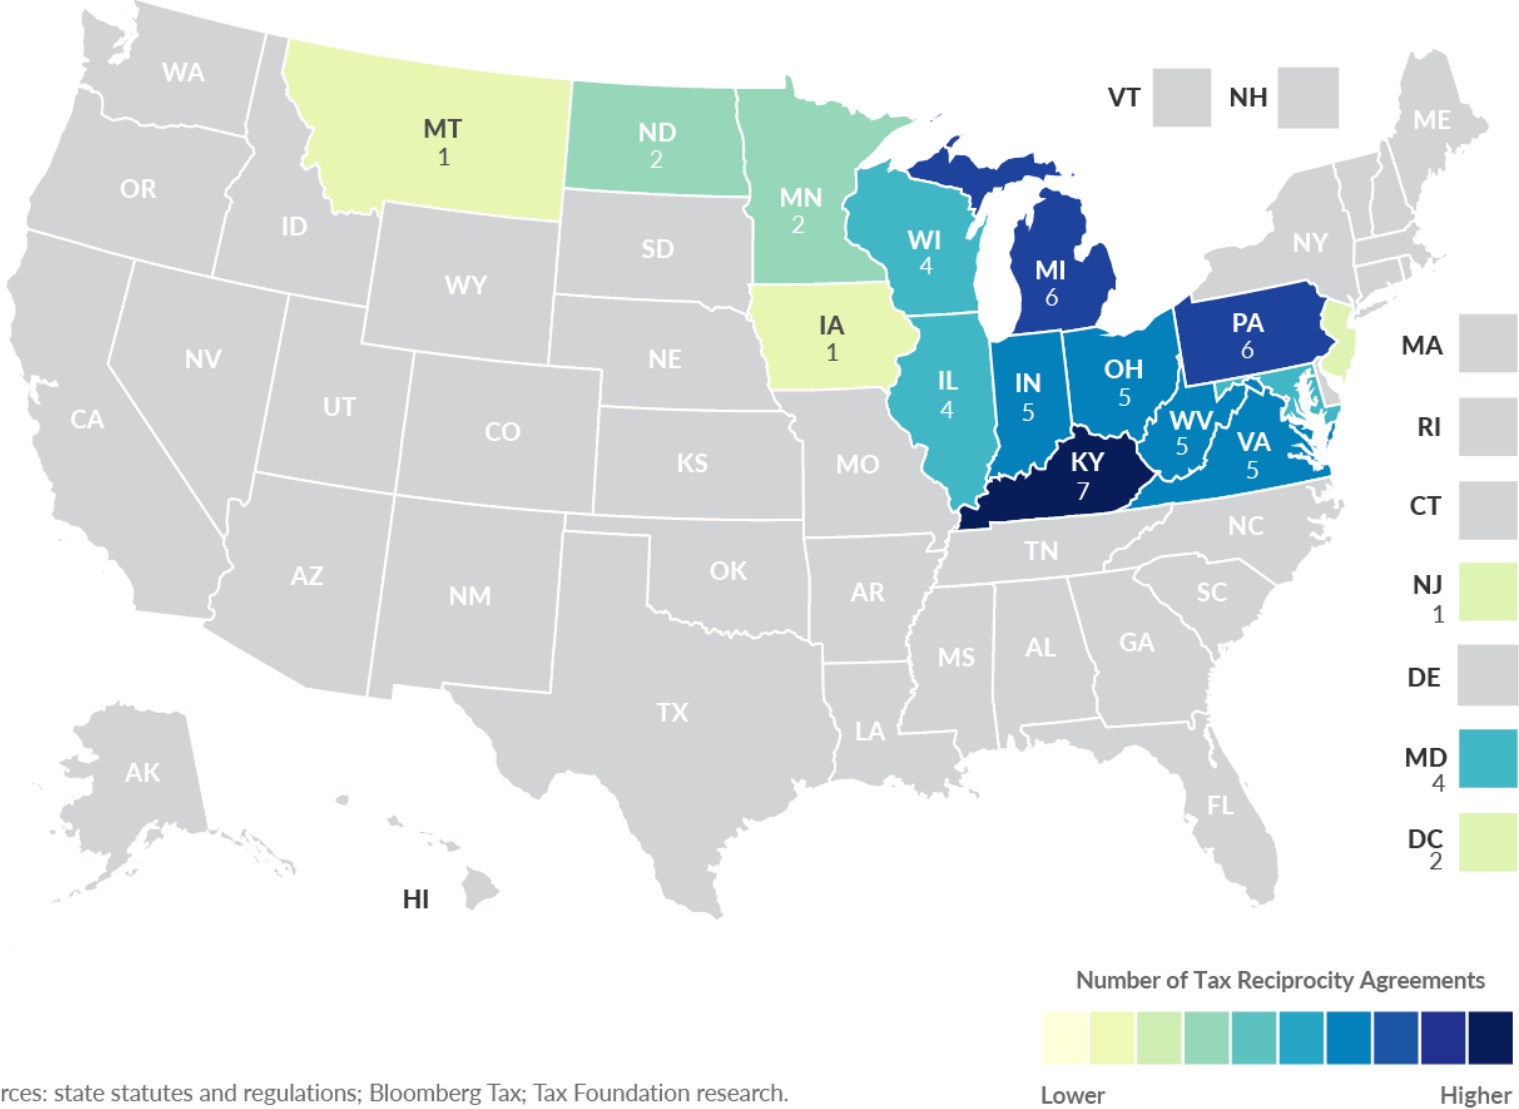 WA
MT
1
ND
2
VT
NH
ME
OR
ID
MN
2
SD
WI
4
NY
WY
MI
6
IA
1
PA
6
MA
NV
NE
IL
4
IN
5
OH
5
UT
CA
CO
WV
5
RI
VA
5
KS
MO
KY
7
CT
NC
TN
AZ
NM
OK
AR
SC
NJ
1
MS
AL
GA
DE
TX
LA
MD
4
AK
FL
DC
2
HI
Number of Tax Reciprocity Agreements
Lower
Higher
rces: state statutes and regulations; Bloomberg Tax; Tax Foundation research.